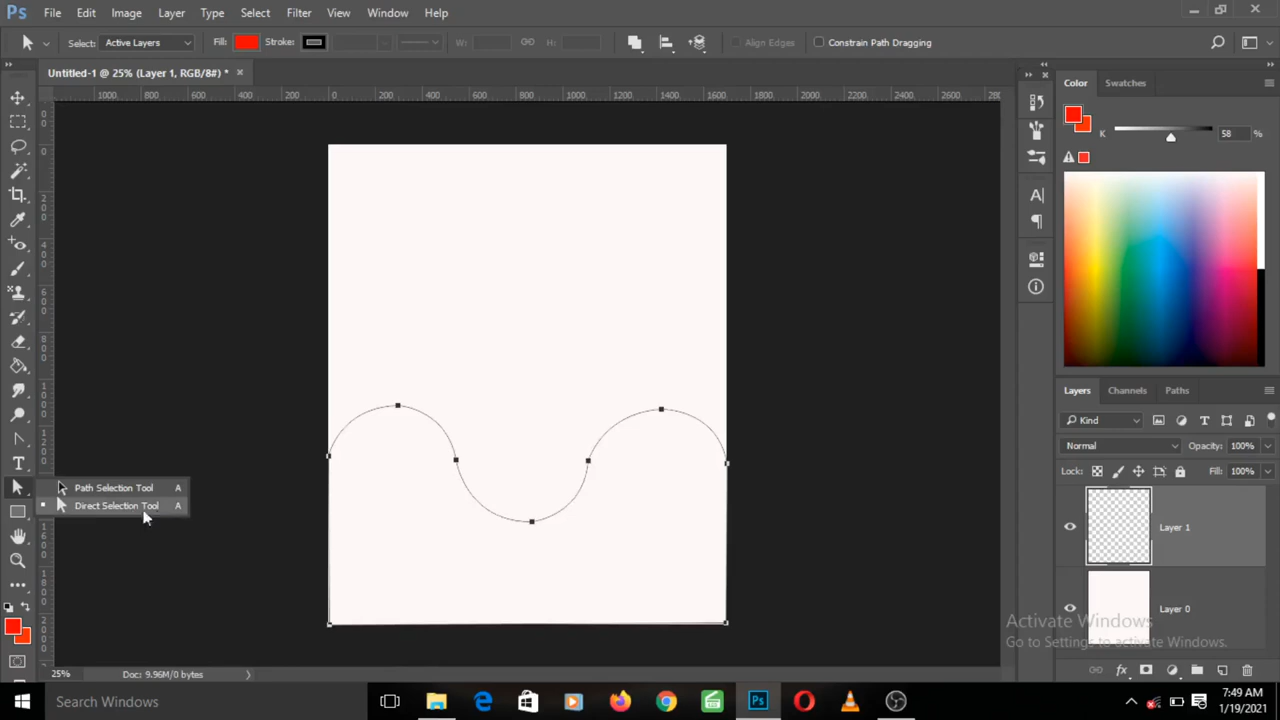 Ps File Edit Image Layer Type Select Filter View Window Help
Select: Active Layers Fill: Stroke: W: H: Align Edges Constrain Path Dragging
Untitled-1 @ 25% (Layer 1, RGB/8#) * ×
1000 800 600 400 200 0 200 400 600 800 1000 1200 1400 1600 1800 2000 2200 2400 2600
Color Swatches
K 58 %
Path Selection Tool A
Direct Selection Tool A
Layers Channels Paths
Kind
Normal Opacity: 100%
Lock: Fill: 100%
Layer 1
Layer 0
Activate Windows
Go to Settings to activate Windows.
25% Doc: 9.96M/0 bytes
Search Windows
Ps
7:49 AM
1/19/2021